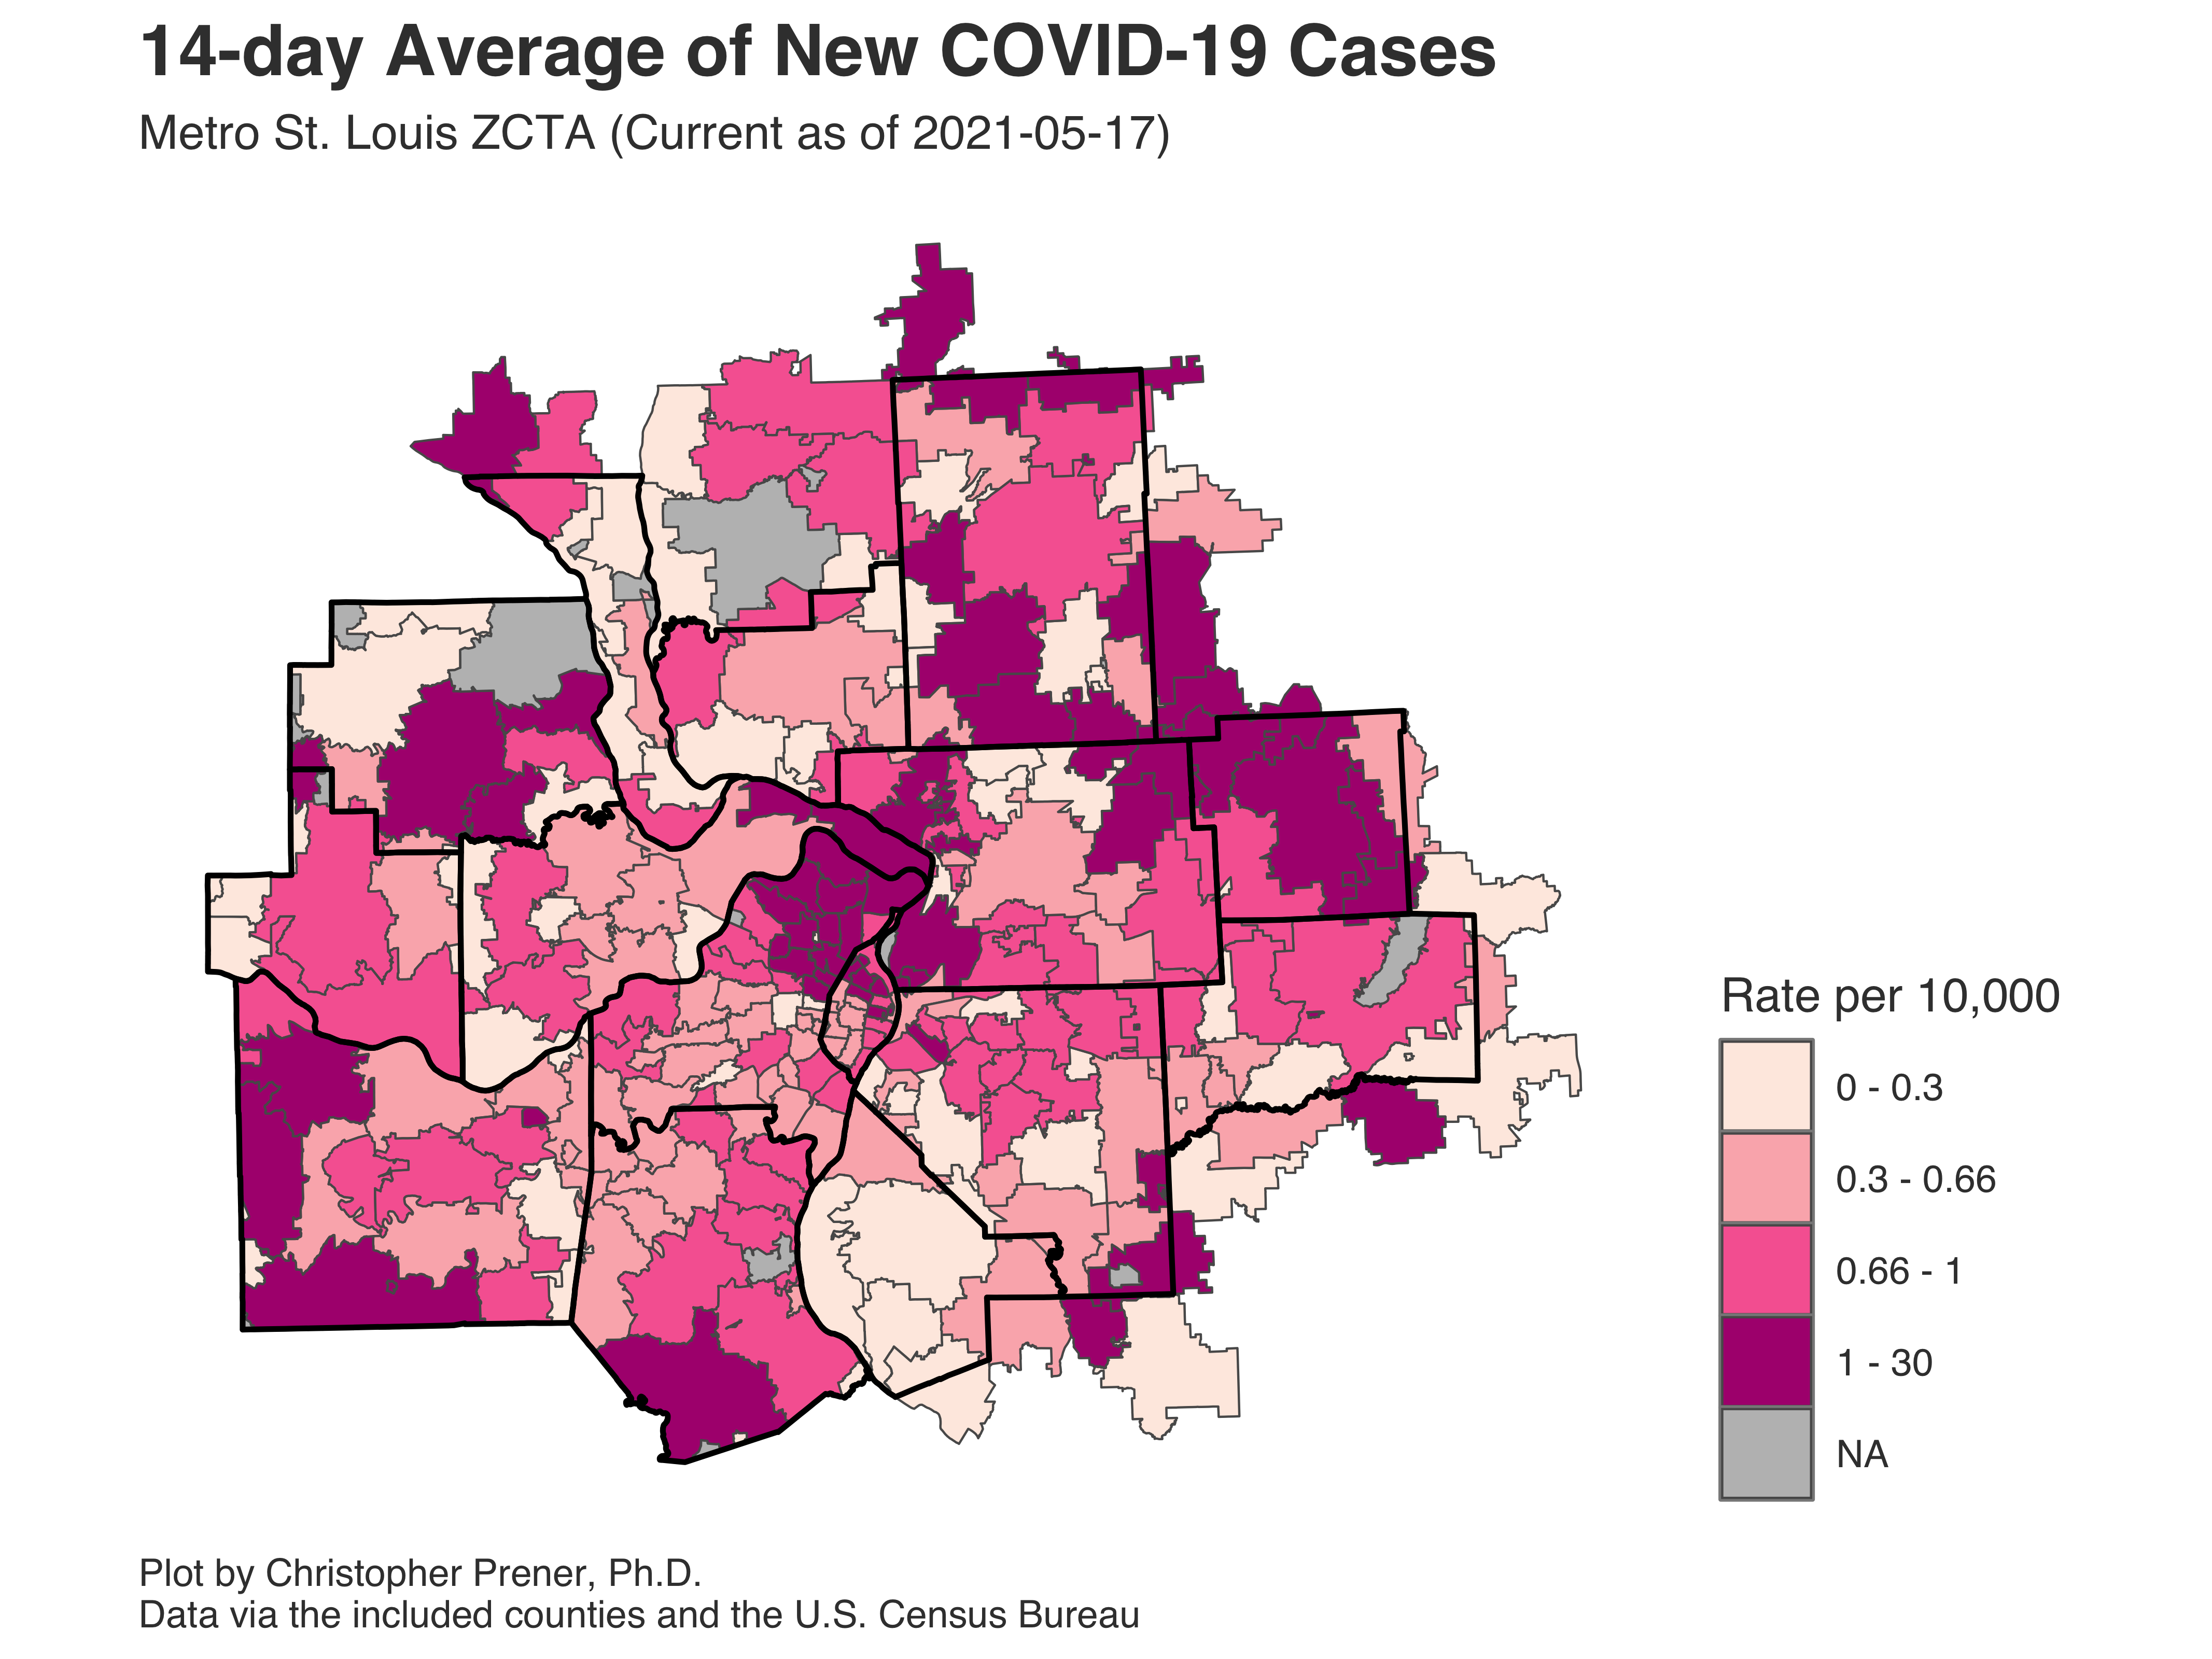 14-day Average of New COVID-19 Cases
Metro St. Louis ZCTA (Current as of 2021-05-17)
Rate per 10,000
0 - 0.3
0.3 - 0.66
0.66 - 1
1 - 30
NA
Plot by Christopher Prener, Ph.D.
Data via the included counties and the U.S. Census Bureau